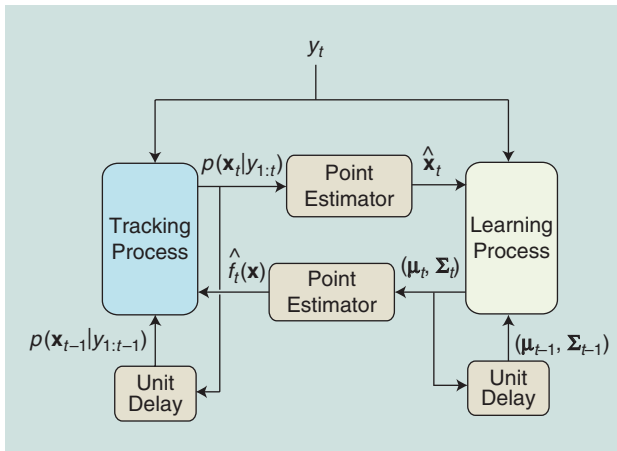 y_t
p(𝐱_t|y_{1:t})
Point
Estimator
x̂_t
Tracking
Process
Learning
Process
f̂_t(𝐱)
Point
Estimator
(𝛍_t, 𝚺_t)
p(𝐱_{t–1}|y_{1:t–1})
(𝛍_{t–1}, 𝚺_{t–1})
Unit
Delay
Unit
Delay